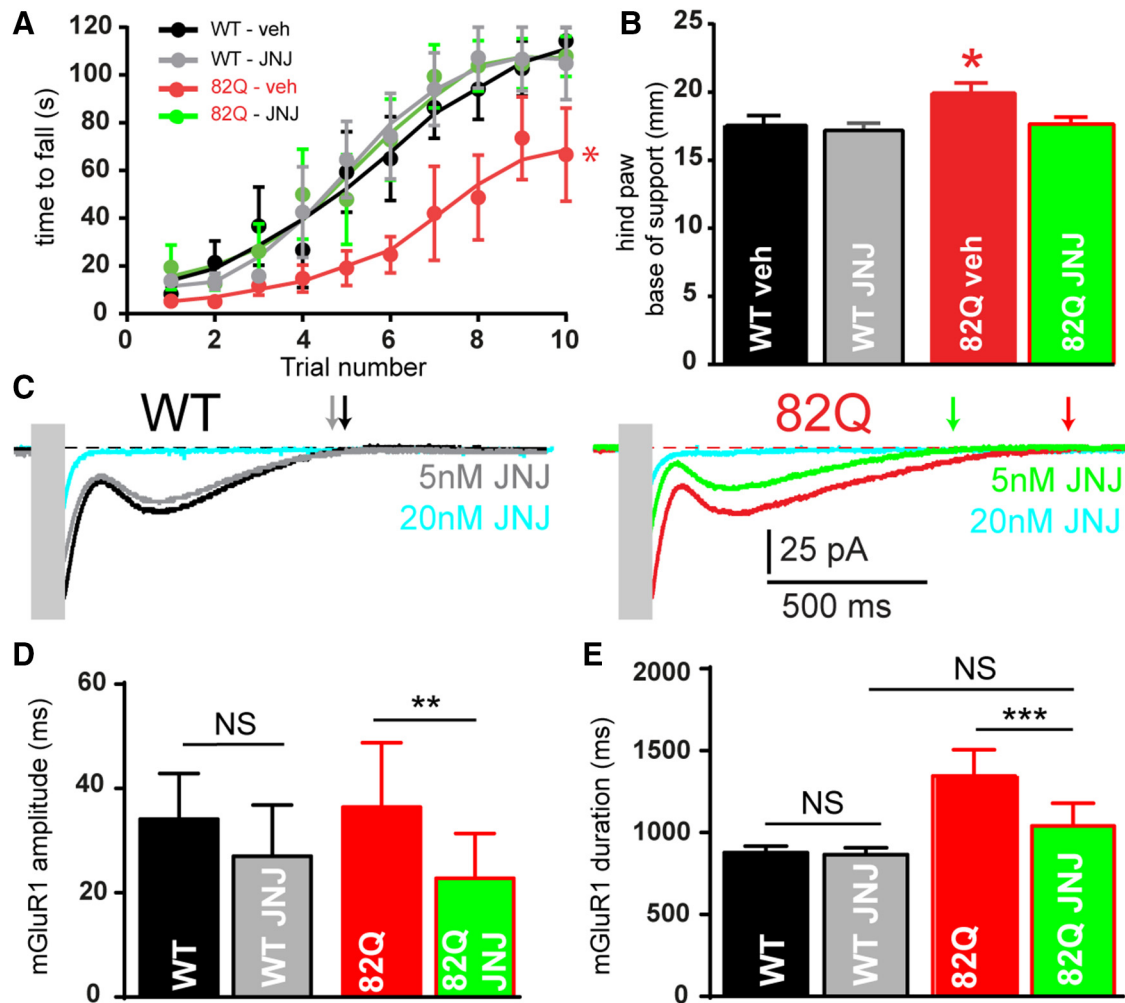 A
120
100
80
60
40
20
0
time to fall (s)
WT - veh
WT - JNJ
82Q - veh
82Q - JNJ
*
0
2
4
6
8
10
Trial number
B
25
20
15
10
5
0
hind paw
base of support (mm)
*
WT veh
WT JNJ
82Q veh
82Q JNJ
C
WT
5nM JNJ
20nM JNJ
82Q
5nM JNJ
20nM JNJ
25 pA
500 ms
D
60
40
20
0
mGluR1 amplitude (ms)
NS
**
WT
WT JNJ
82Q
82Q
JNJ
E
2000
1500
1000
500
0
mGluR1 duration (ms)
NS
NS
***
WT
WT JNJ
82Q
82Q JNJ